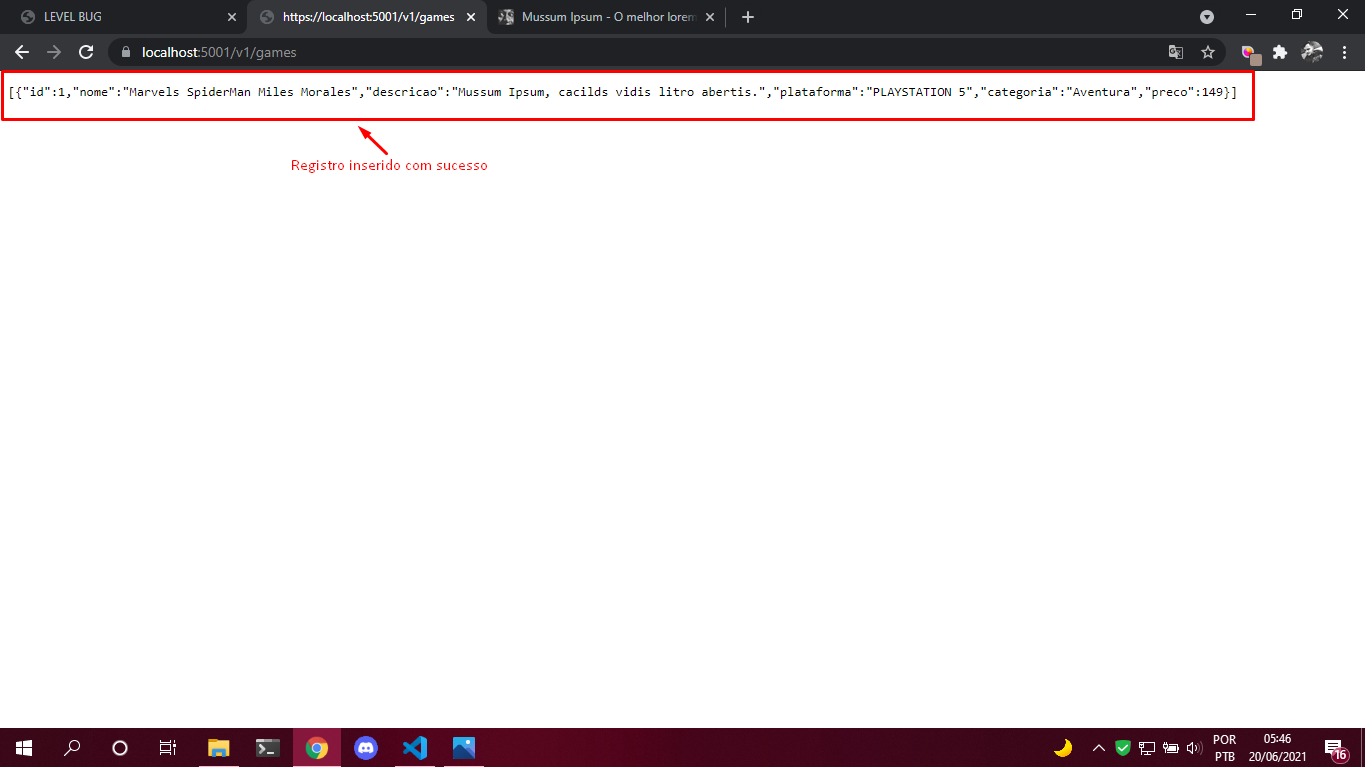 LEVEL BUG
https://localhost:5001/v1/games
Mussum Ipsum - O melhor lorem
localhost:5001/v1/games
[{"id":1,"nome":"Marvels SpiderMan Miles Morales","descricao":"Mussum Ipsum, cacilds vidis litro abertis.","plataforma":"PLAYSTATION 5","categoria":"Aventura","preco":149}]
Registro inserido com sucesso
POR
PTB
05:46
20/06/2021
16